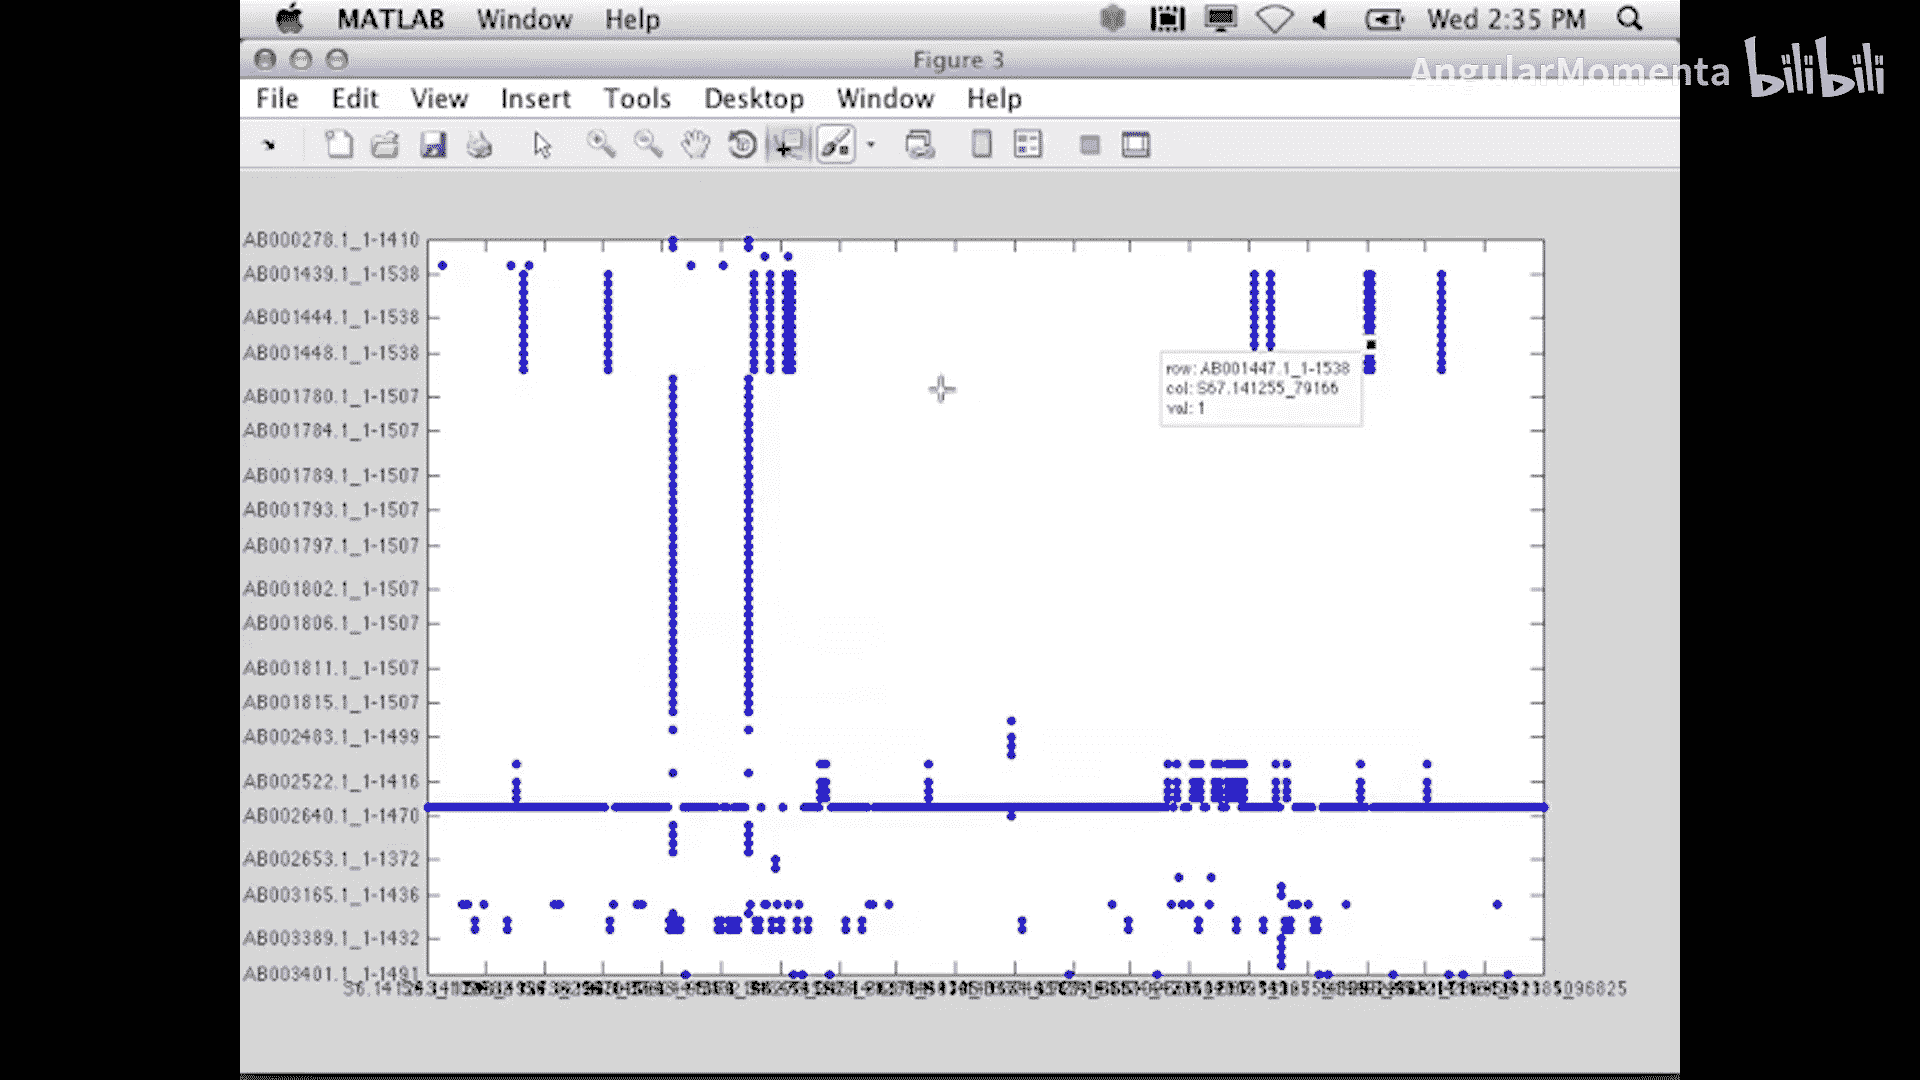 MATLAB Window Help Wed 2:35 PM
Figure 3
AngularMomenta bilibili
File Edit View Insert Tools Desktop Window Help
AB000278.1_1-1410
AB001439.1_1-1538
AB001444.1_1-1538
AB001448.1_1-1538
row: AB001447.1_1-1538
col: S67.141255_79166
val: 1
AB001780.1_1-1507
AB001784.1_1-1507
AB001789.1_1-1507
AB001793.1_1-1507
AB001797.1_1-1507
AB001802.1_1-1507
AB001806.1_1-1507
AB001811.1_1-1507
AB001815.1_1-1507
AB002483.1_1-1499
AB002522.1_1-1416
AB002640.1_1-1470
AB002653.1_1-1372
AB003165.1_1-1436
AB003389.1_1-1432
AB003401.1_1-1491